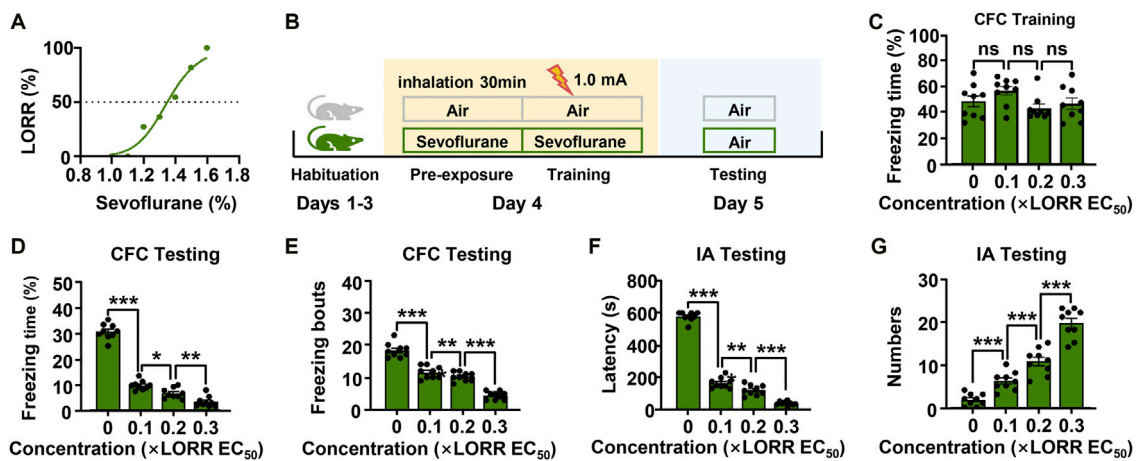 A
LORR (%)
100
50
0
0.8 1.0 1.2 1.4 1.6 1.8
Sevoflurane (%)
B
inhalation 30min 1.0 mA
Air Air Air
Sevoflurane Sevoflurane Air
Habituation Pre-exposure Training Testing
Days 1-3 Day 4 Day 5
C
CFC Training
Freezing time (%)
100
80
60
40
20
0
ns ns ns
0 0.1 0.2 0.3
Concentration (×LORR EC50)
D
CFC Testing
Freezing time (%)
50
40
30
20
10
0
***
*
**
0 0.1 0.2 0.3
Concentration (×LORR EC50)
E
CFC Testing
Freezing bouts
40
30
20
10
0
***
**
***
*
0 0.1 0.2 0.3
Concentration (×LORR EC50)
F
IA Testing
Latency (s)
800
600
400
200
0
***
**
***
*
0 0.1 0.2 0.3
Concentration (×LORR EC50)
G
IA Testing
Numbers
30
20
10
0
***
***
***
0 0.1 0.2 0.3
Concentration (×LORR EC50)